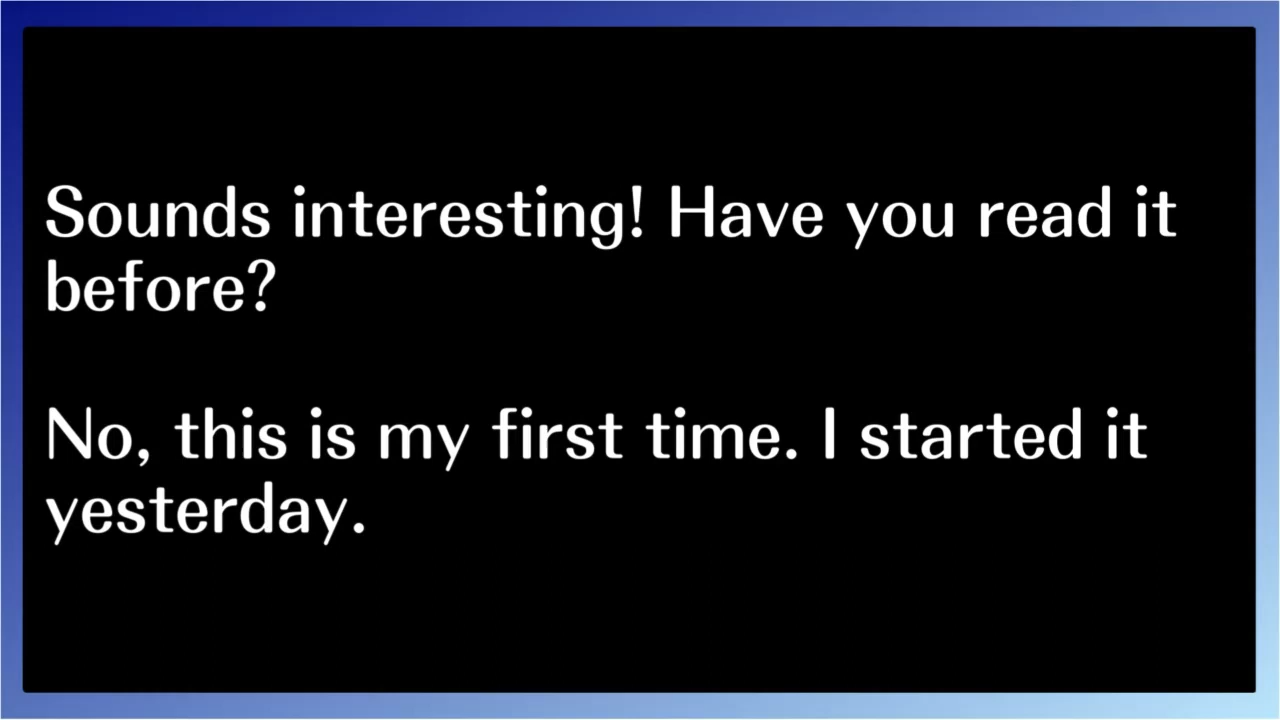 Sounds interesting! Have you read it
before?
No, this is my first time. I started it
yesterday.